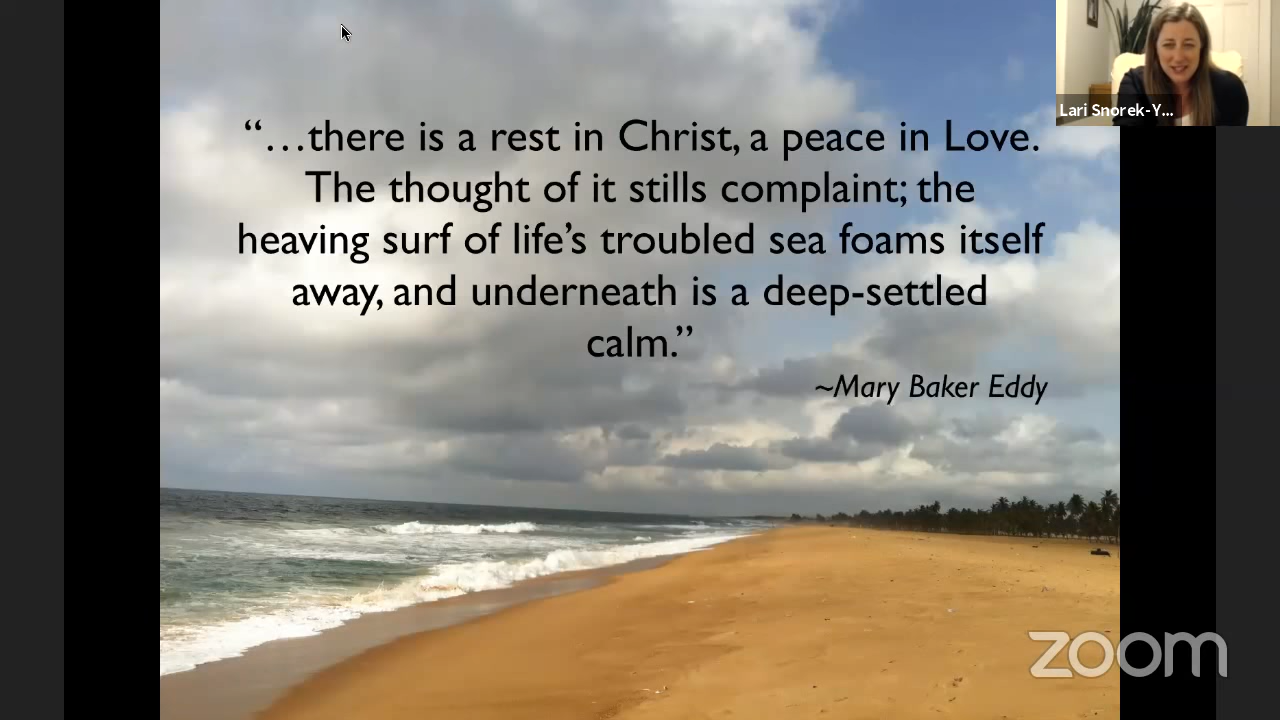 Lari Snorek-Y...
“...there is a rest in Christ, a peace in Love.
The thought of it stills complaint; the
heaving surf of life’s troubled sea foams itself
away, and underneath is a deep-settled
calm.”
~Mary Baker Eddy
zoom